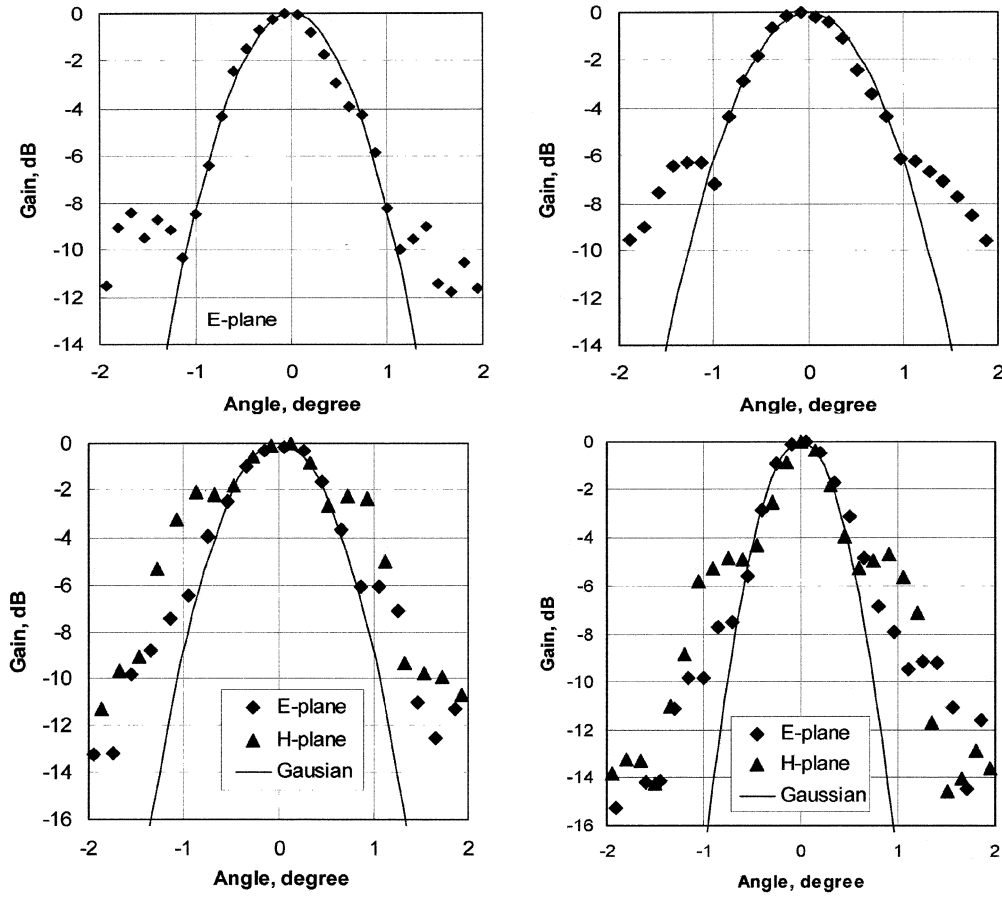 0
-2
-4
-6
-8
-10
-12
-14
Gain, dB
E-plane
-2 -1 0 1 2
Angle, degree
0
-2
-4
-6
-8
-10
-12
-14
Gain, dB
-2 -1 0 1 2
Angle, degree
0
-2
-4
-6
-8
-10
-12
-14
-16
Gain, dB
E-plane
H-plane
Gausian
-2 -1 0 1 2
Angle, degree
0
-2
-4
-6
-8
-10
-12
-14
-16
Gain, dB
E-plane
H-plane
Gaussian
-2 -1 0 1 2
Angle, degree